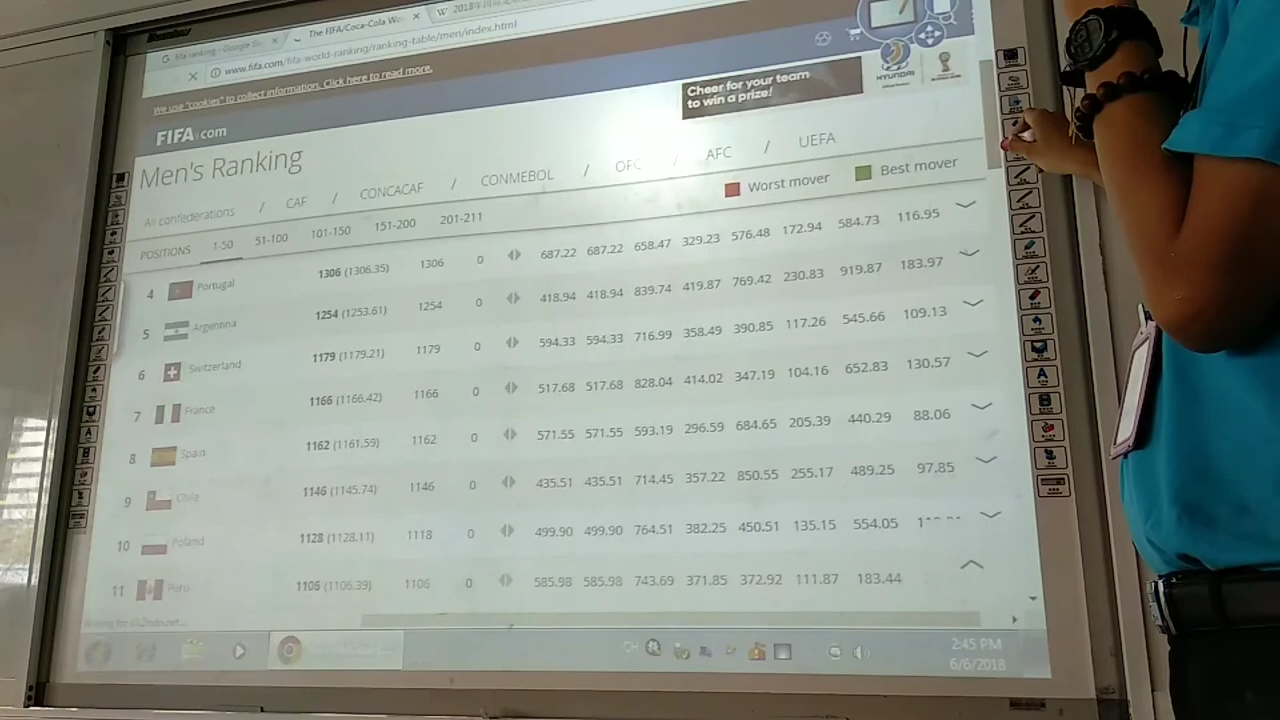 fifa ranking - Google Se
The FIFA/Coca-Cola Wo
www.fifa.com/fifa-world-ranking/ranking-table/men/index.html
We use "cookies" to collect information. Click here to read more.
Cheer for your team
to win a prize!
HYUNDAI
FIFA.com
Men's Ranking
All confederations / CAF / CONCACAF / CONMEBOL / OFC / AFC / UEFA
Worst mover Best mover
POSITIONS 1-50 51-100 101-150 151-200 201-211
4 Portugal 1306 (1306.35) 1306 0 687.22 687.22 658.47 329.23 576.48 172.94 584.73 116.95
5 Argentina 1254 (1253.61) 1254 0 418.94 418.94 839.74 419.87 769.42 230.83 919.87 183.97
6 Switzerland 1179 (1179.21) 1179 0 594.33 594.33 716.99 358.49 390.85 117.26 545.66 109.13
7 France 1166 (1166.42) 1166 0 517.68 517.68 828.04 414.02 347.19 104.16 652.83 130.57
8 Spain 1162 (1161.59) 1162 0 571.55 571.55 593.19 296.59 684.65 205.39 440.29 88.06
9 Chile 1146 (1145.74) 1146 0 435.51 435.51 714.45 357.22 850.55 255.17 489.25 97.85
10 Poland 1128 (1128.11) 1118 0 499.90 499.90 764.51 382.25 450.51 135.15 554.05
11 Peru 1106 (1106.39) 1106 0 585.98 585.98 743.69 371.85 372.92 111.87 183.44
CH
2:45 PM
6/6/2018